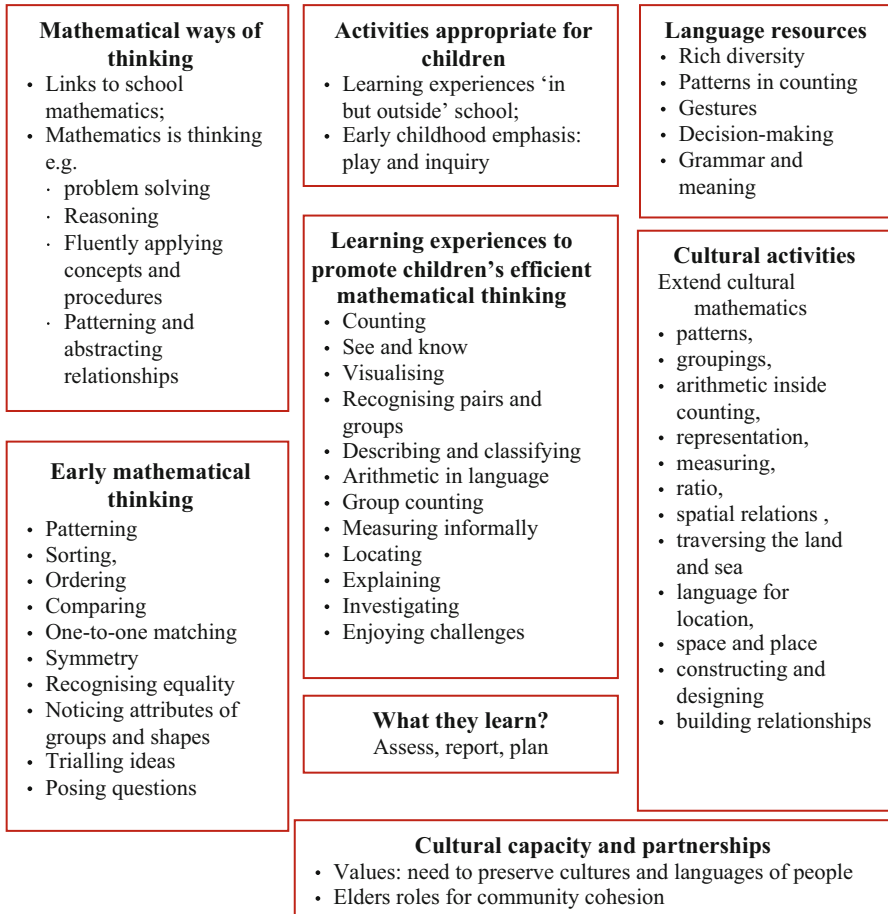 Mathematical ways of
thinking
• Links to school
mathematics;
• Mathematics is thinking
e.g.
· problem solving
· Reasoning
· Fluently applying
concepts and
procedures
· Patterning and
abstracting
relationships
Early mathematical
thinking
• Patterning
• Sorting,
• Ordering
• Comparing
• One-to-one matching
• Symmetry
• Recognising equality
• Noticing attributes of
groups and shapes
• Trialling ideas
• Posing questions
Activities appropriate for
children
• Learning experiences ‘in
but outside’ school;
• Early childhood emphasis:
play and inquiry
Learning experiences to
promote children’s efficient
mathematical thinking
• Counting
• See and know
• Visualising
• Recognising pairs and
groups
• Describing and classifying
• Arithmetic in language
• Group counting
• Measuring informally
• Locating
• Explaining
• Investigating
• Enjoying challenges
What they learn?
Assess, report, plan
Language resources
• Rich diversity
• Patterns in counting
• Gestures
• Decision-making
• Grammar and
meaning
Cultural activities
Extend cultural
mathematics
• patterns,
• groupings,
• arithmetic inside
counting,
• representation,
• measuring,
• ratio,
• spatial relations ,
• traversing the land
and sea
• language for
location,
• space and place
• constructing and
designing
• building relationships
Cultural capacity and partnerships
• Values: need to preserve cultures and languages of people
• Elders roles for community cohesion